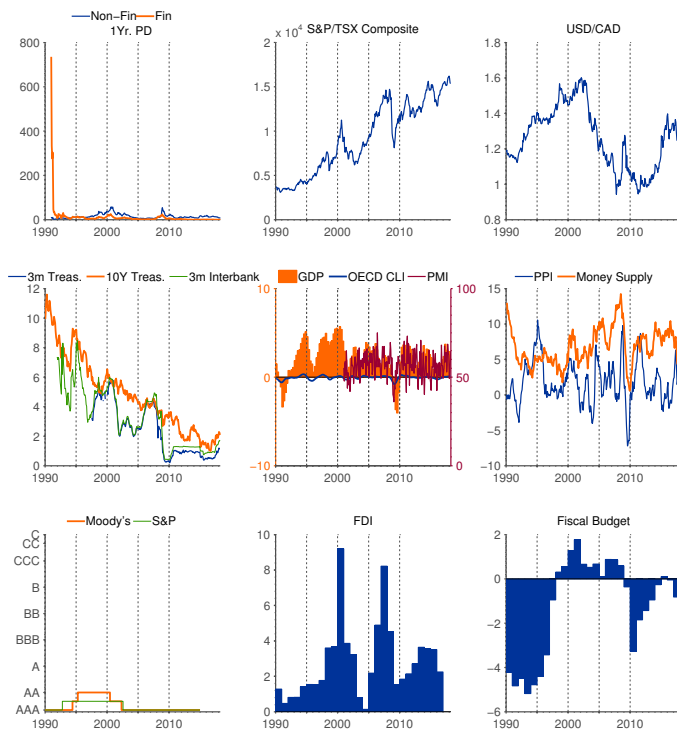 Non-Fin Fin
1Yr. PD
800
600
400
200
0
1990 2000 2010
S&P/TSX Composite
2 x 10^4
1.5
1
0.5
0
1990 2000 2010
USD/CAD
1.8
1.6
1.4
1.2
1
0.8
1990 2000 2010
3m Treas. 10Y Treas. 3m Interbank
12
10
8
6
4
2
0
1990 2000 2010
GDP OECD CLI PMI
10 100
0 50
−10 0
1990 2000 2010
PPI Money Supply
15
10
5
0
−5
−10
1990 2000 2010
Moody's S&P
C
CC
CCC
B
BB
BBB
A
AA
AAA
1990 2000 2010
FDI
10
8
6
4
2
0
1990 2000 2010
Fiscal Budget
2
0
−2
−4
−6
1990 2000 2010